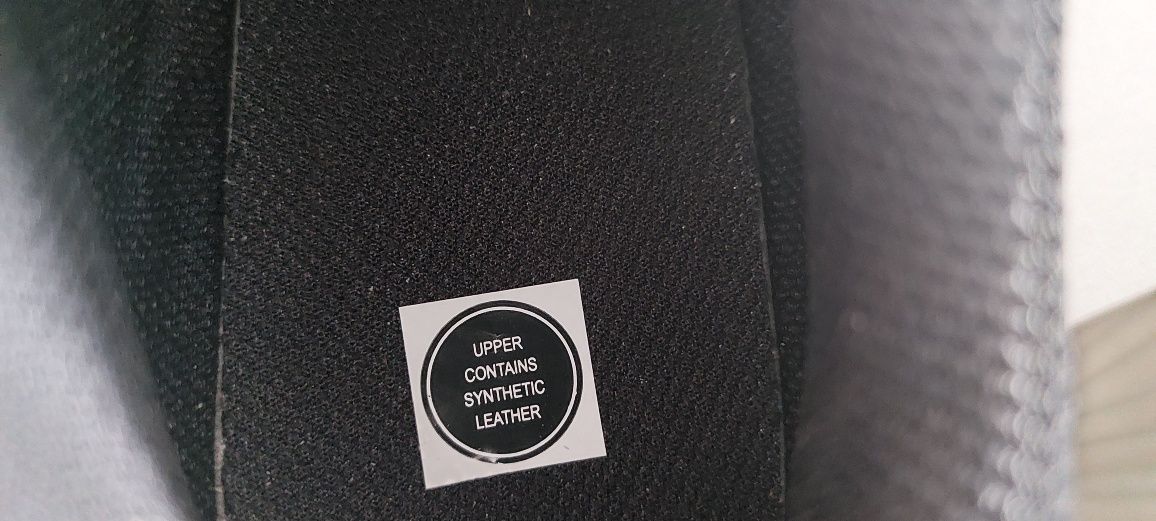 UPPER
CONTAINS
SYNTHETIC
LEATHER